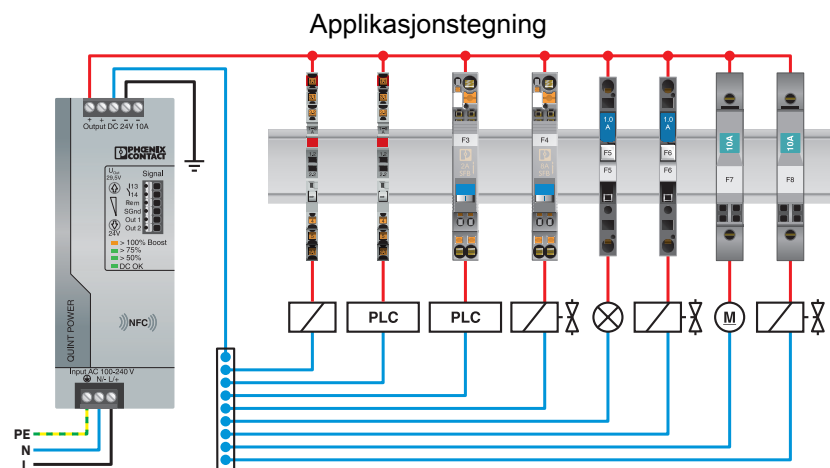 Applikasjonstegning
+ + − − −
Output DC 24V 10A
PHŒNIX
CONTACT
UOut
29,5V
Signal
13
14
Rem
SGnd
Out 1
Out 2
24V
> 100% Boost
> 75%
> 50%
DC OK
QUINT POWER
NFC
Input AC 100-240 V
N/- L/+
PE
N
L
F3
F4
1.0
A
F5
F5
1.0
A
F6
F6
10A
F7
10A
F8
PLC
PLC
M